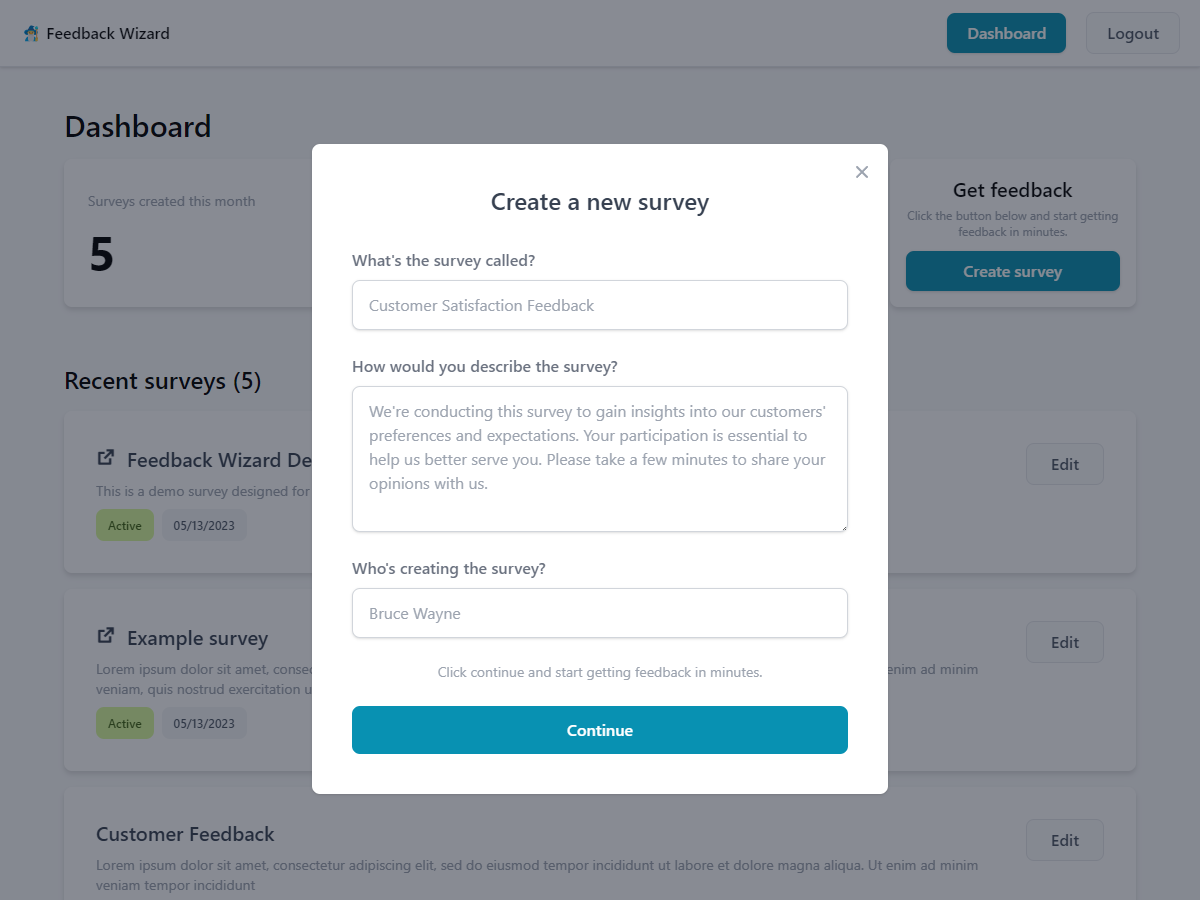 Feedback Wizard
Dashboard
Logout
Dashboard
Surveys created this month
5
Get feedback
Click the button below and start getting
feedback in minutes.
Create survey
Recent surveys (5)
Feedback Wizard De
This is a demo survey designed for
Active
05/13/2023
Edit
Example survey
Lorem ipsum dolor sit amet, consec
enim ad minim
veniam, quis nostrud exercitation u
Active
05/13/2023
Edit
Customer Feedback
Lorem ipsum dolor sit amet, consectetur adipiscing elit, sed do eiusmod tempor incididunt ut labore et dolore magna aliqua. Ut enim ad minim
veniam tempor incididunt
Edit
Create a new survey
What's the survey called?
Customer Satisfaction Feedback
How would you describe the survey?
We're conducting this survey to gain insights into our customers'
preferences and expectations. Your participation is essential to
help us better serve you. Please take a few minutes to share your
opinions with us.
Who's creating the survey?
Bruce Wayne
Click continue and start getting feedback in minutes.
Continue